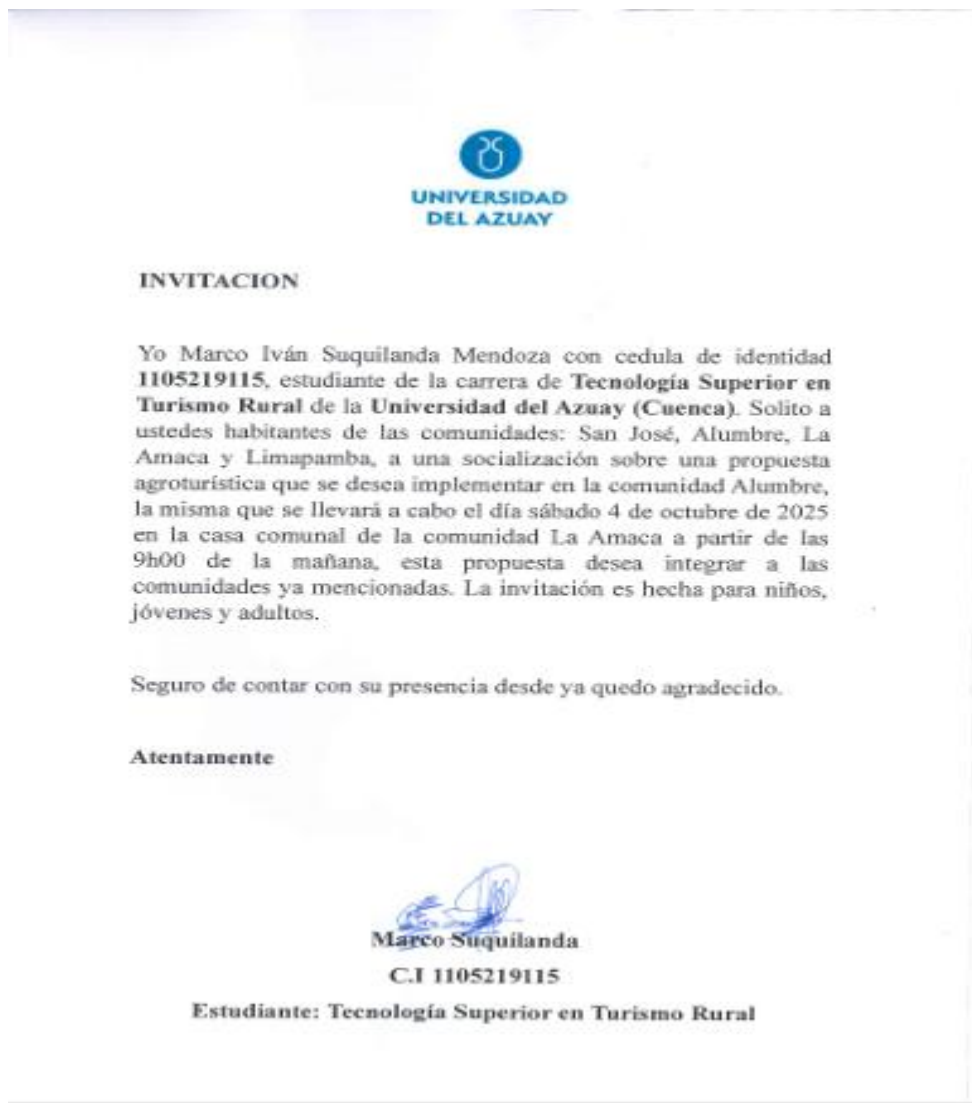 UNIVERSIDAD
DEL AZUAY
INVITACION
Yo Marco Iván Suquilanda Mendoza con cedula de identidad
1105219115, estudiante de la carrera de Tecnología Superior en
Turismo Rural de la Universidad del Azuay (Cuenca). Solito a
ustedes habitantes de las comunidades: San José, Alumbre, La
Amaca y Limapamba, a una socialización sobre una propuesta
agroturística que se desea implementar en la comunidad Alumbre,
la misma que se llevará a cabo el día sábado 4 de octubre de 2025
en la casa comunal de la comunidad La Amaca a partir de las
9h00 de la mañana, esta propuesta desea integrar a las
comunidades ya mencionadas. La invitación es hecha para niños,
jóvenes y adultos.
Seguro de contar con su presencia desde ya quedo agradecido.
Atentamente
Marco Suquilanda
C.I 1105219115
Estudiante: Tecnología Superior en Turismo Rural